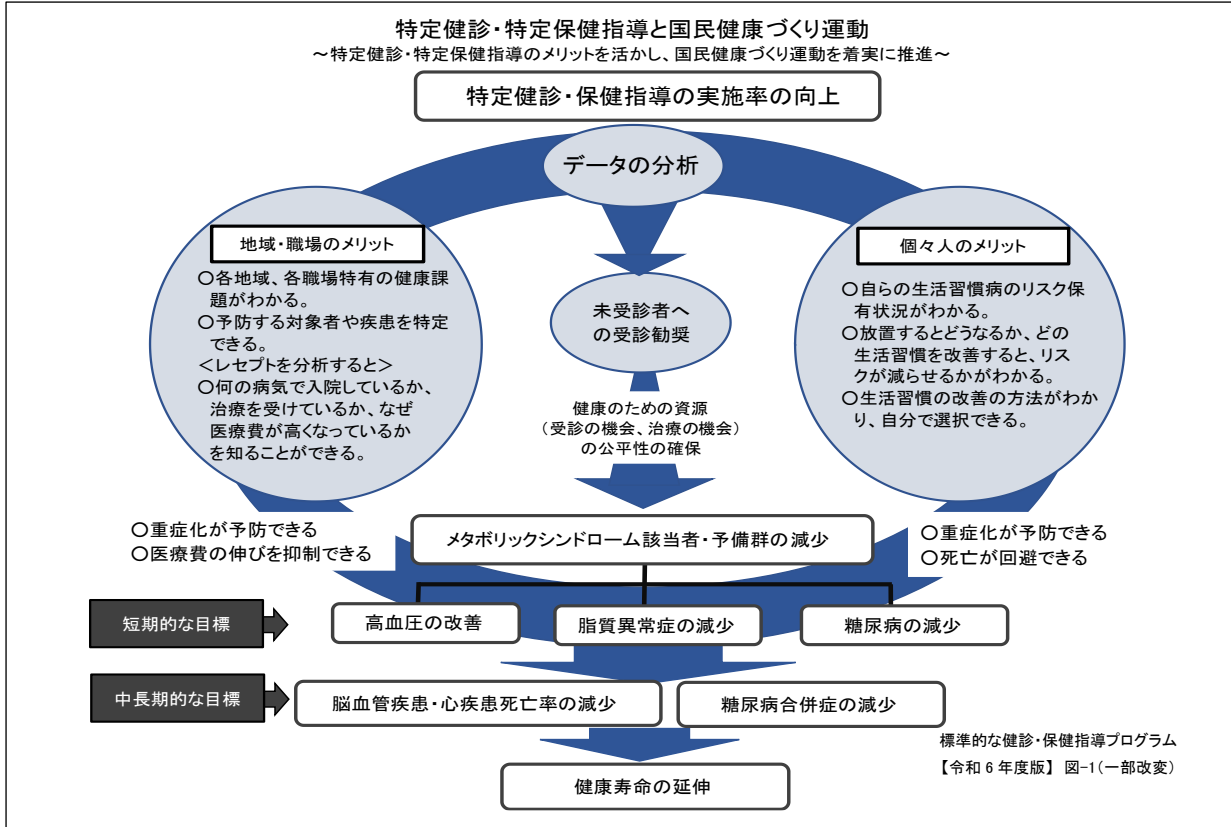 特定健診・特定保健指導と国民健康づくり運動
~特定健診・特定保健指導のメリットを活かし、国民健康づくり運動を着実に推進~
特定健診・保健指導の実施率の向上
データの分析
地域・職場のメリット
○各地域、各職場特有の健康課
題がわかる。
○予防する対象者や疾患を特定
できる。
<レセプトを分析すると>
○何の病気で入院しているか、
治療を受けているか、なぜ
医療費が高くなっているか
を知ることができる。
未受診者へ
の受診勧奨
個々人のメリット
○自らの生活習慣病のリスク保
有状況がわかる。
○放置するとどうなるか、どの
生活習慣を改善すると、リス
クが減らせるかがわかる。
○生活習慣の改善の方法がわか
り、自分で選択できる。
健康のための資源
(受診の機会、治療の機会)
の公平性の確保
○重症化が予防できる
○医療費の伸びを抑制できる
メタボリックシンドローム該当者・予備群の減少
○重症化が予防できる
○死亡が回避できる
短期的な目標
高血圧の改善
脂質異常症の減少
糖尿病の減少
中長期的な目標
脳血管疾患・心疾患死亡率の減少
糖尿病合併症の減少
標準的な健診・保健指導プログラム
【令和6年度版】 図-1(一部改変)
健康寿命の延伸